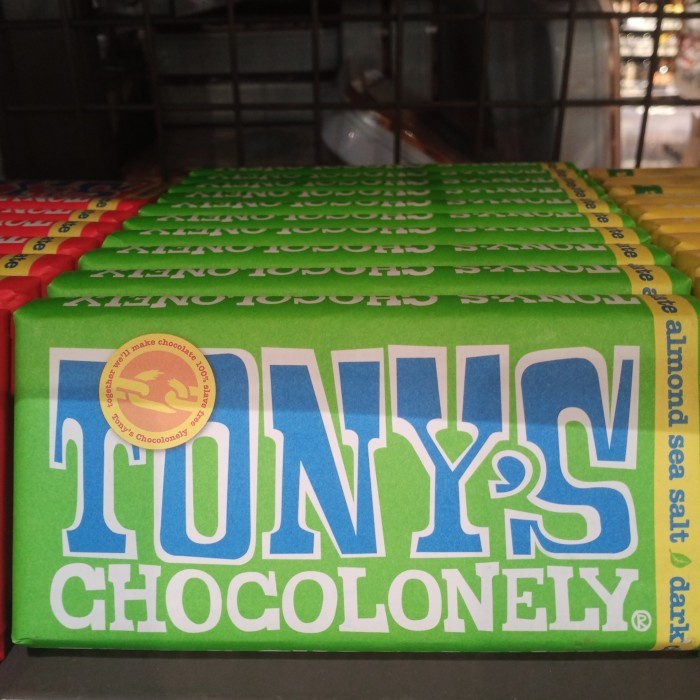 together we'll make chocolate 100% slave free
Tony's Chocolonely
TONY'S
CHOCOLONELY®
almond sea salt dark